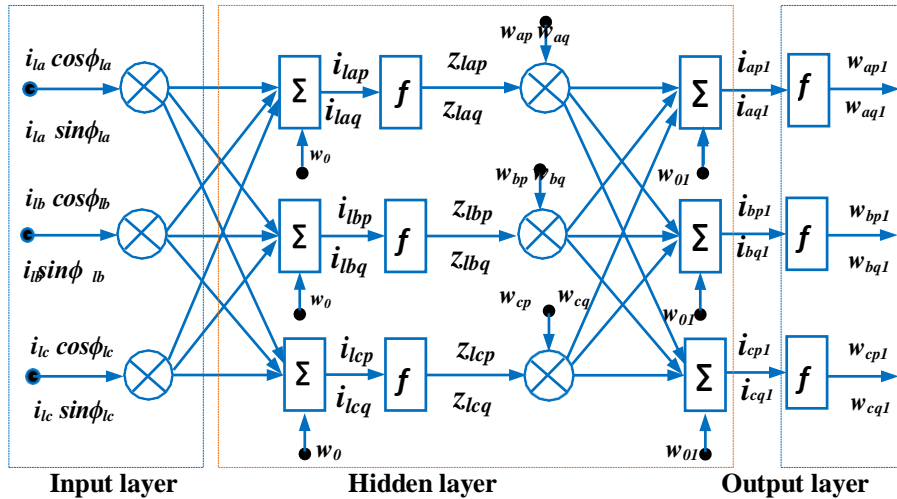 w_ap w_aq
i_la cosϕ_la
i_lap
z_lap
i_ap1
w_ap1
Σ
f
Σ
f
i_laq
z_laq
i_aq1
w_aq1
i_la sinϕ_la
w_0
w_01
w_bp w_bq
i_lb cosϕ_lb
i_lbp
z_lbp
i_bp1
w_bp1
Σ
f
Σ
f
i_lbq
z_lbq
i_bq1
w_bq1
i_lb sinϕ_lb
w_0
w_cp w_cq
w_01
i_lc cosϕ_lc
i_lcp
z_lcp
i_cp1
w_cp1
Σ
f
Σ
f
i_lcq
z_lcq
i_cq1
w_cq1
i_lc sinϕ_lc
w_0
w_01
Input layer
Hidden layer
Output layer